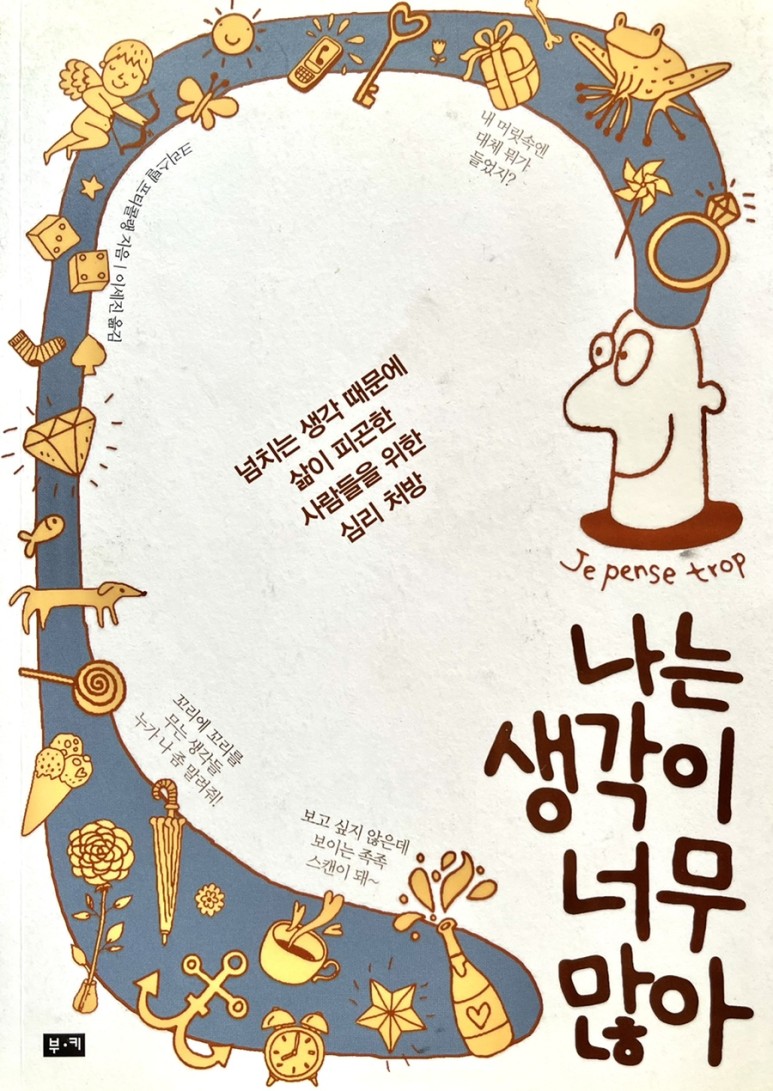 내 머릿속엔
대체 뭐가
들었지?
크리스텔 프티콜랭 지음 | 이세진 옮김
넘치는 생각 때문에
삶이 피곤한
사람들을 위한
심리 처방
Je pense trop
나는
생각이
너무
많아
꼬리에 꼬리를
무는 생각들
누가 나 좀 말려줘!
보고 싶지 않은데
보이는 족족
스캔이 돼~
부·키